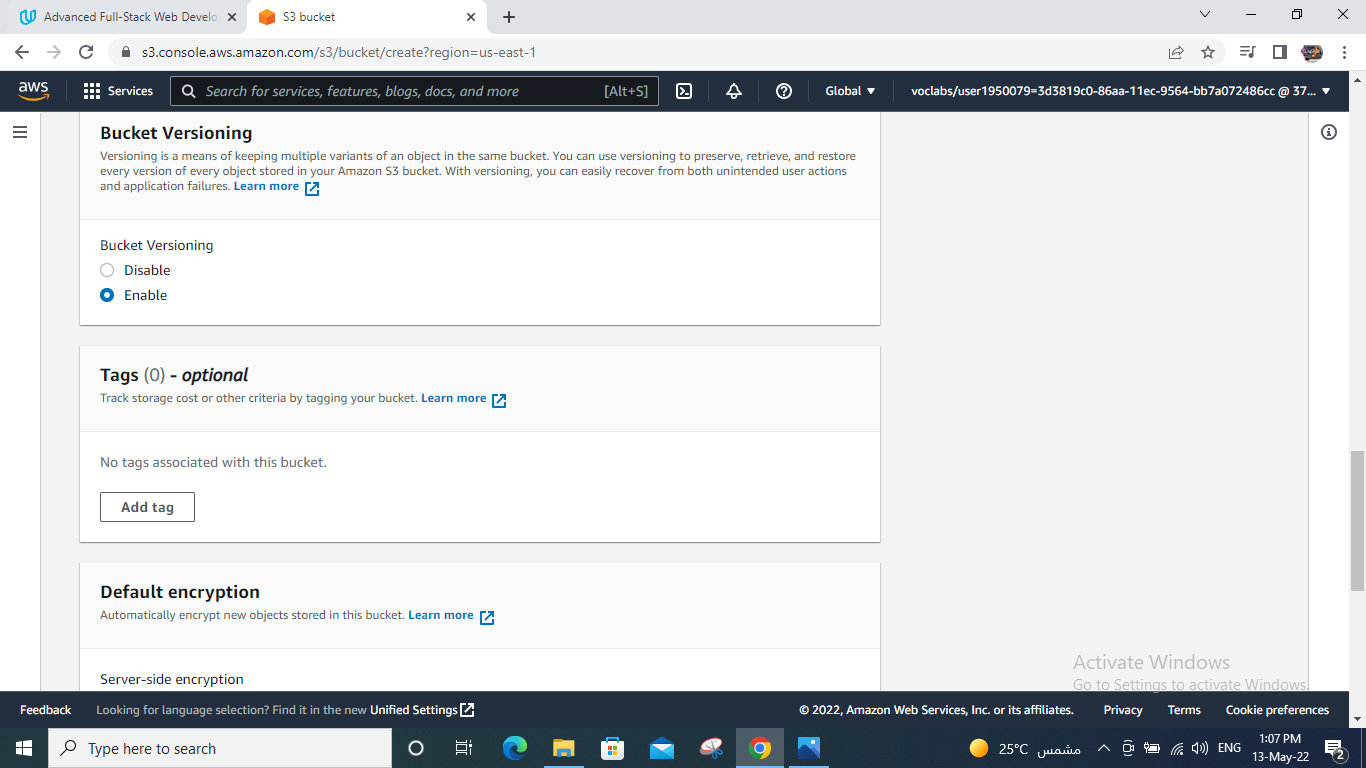 Advanced Full-Stack Web Develo
S3 bucket
s3.console.aws.amazon.com/s3/bucket/create?region=us-east-1
aws
Services
Search for services, features, blogs, docs, and more
[Alt+S]
Global
voclabs/user1950079=3d3819c0-86aa-11ec-9564-bb7a072486cc @ 37...
Bucket Versioning
Versioning is a means of keeping multiple variants of an object in the same bucket. You can use versioning to preserve, retrieve, and restore
every version of every object stored in your Amazon S3 bucket. With versioning, you can easily recover from both unintended user actions
and application failures. Learn more
Bucket Versioning
Disable
Enable
Tags (0) - optional
Track storage cost or other criteria by tagging your bucket. Learn more
No tags associated with this bucket.
Add tag
Default encryption
Automatically encrypt new objects stored in this bucket. Learn more
Server-side encryption
Activate Windows
Go to Settings to activate Windows.
Feedback
Looking for language selection? Find it in the new Unified Settings
© 2022, Amazon Web Services, Inc. or its affiliates.
Privacy
Terms
Cookie preferences
Type here to search
25°C مشمس
ENG
1:07 PM
13-May-22
2